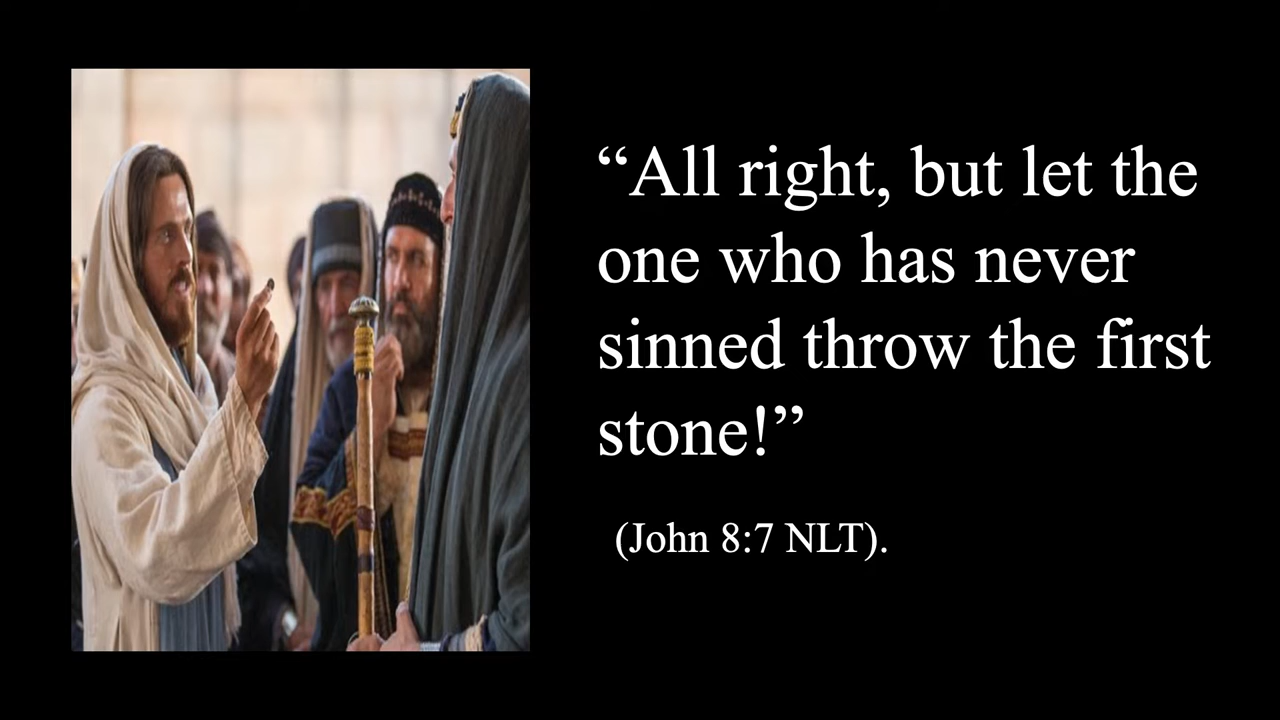 “All right, but let the
one who has never
sinned throw the first
stone!”
(John 8:7 NLT).